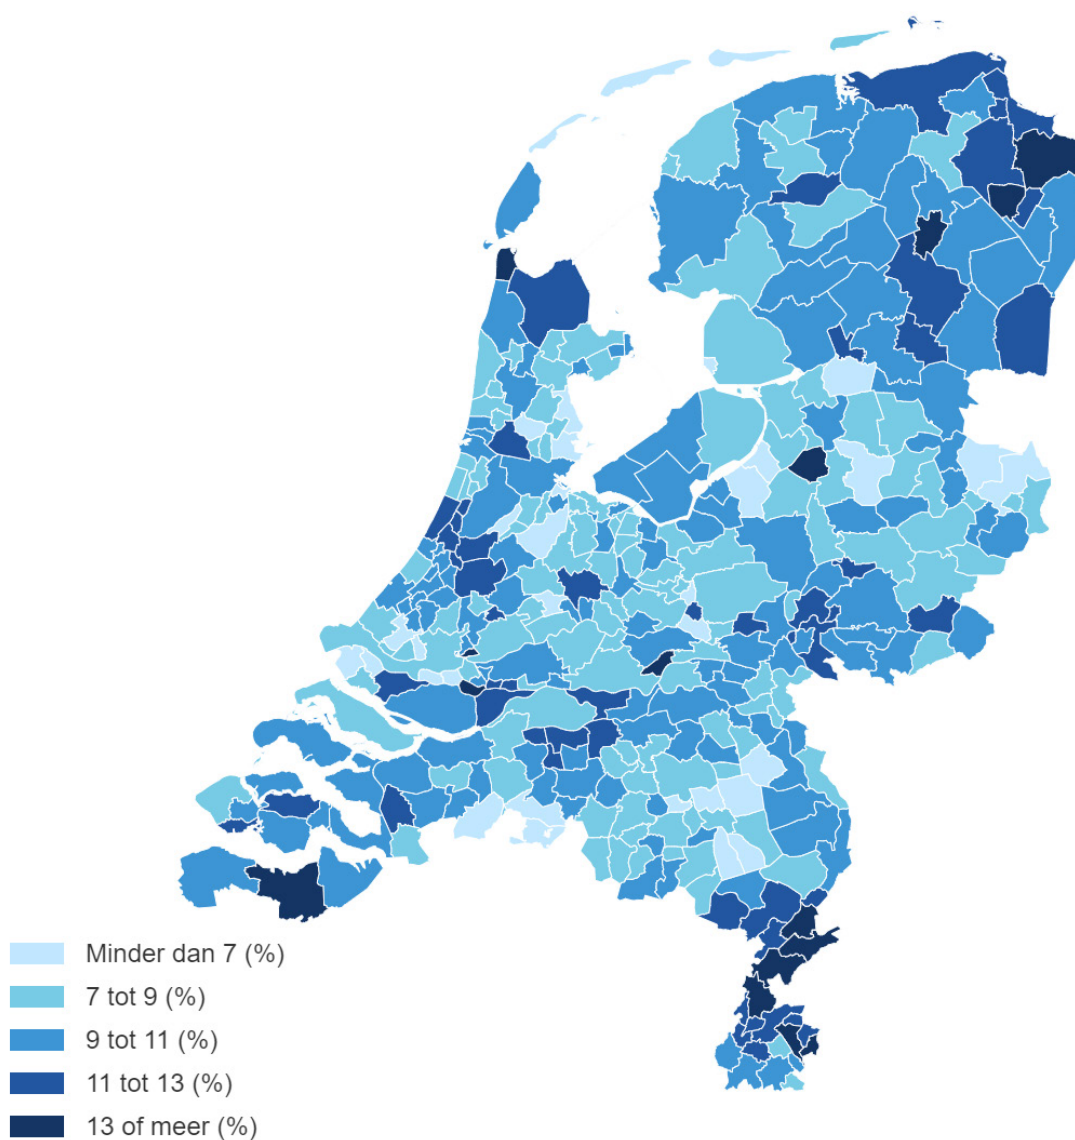 Minder dan 7 (%)
7 tot 9 (%)
9 tot 11 (%)
11 tot 13 (%)
13 of meer (%)